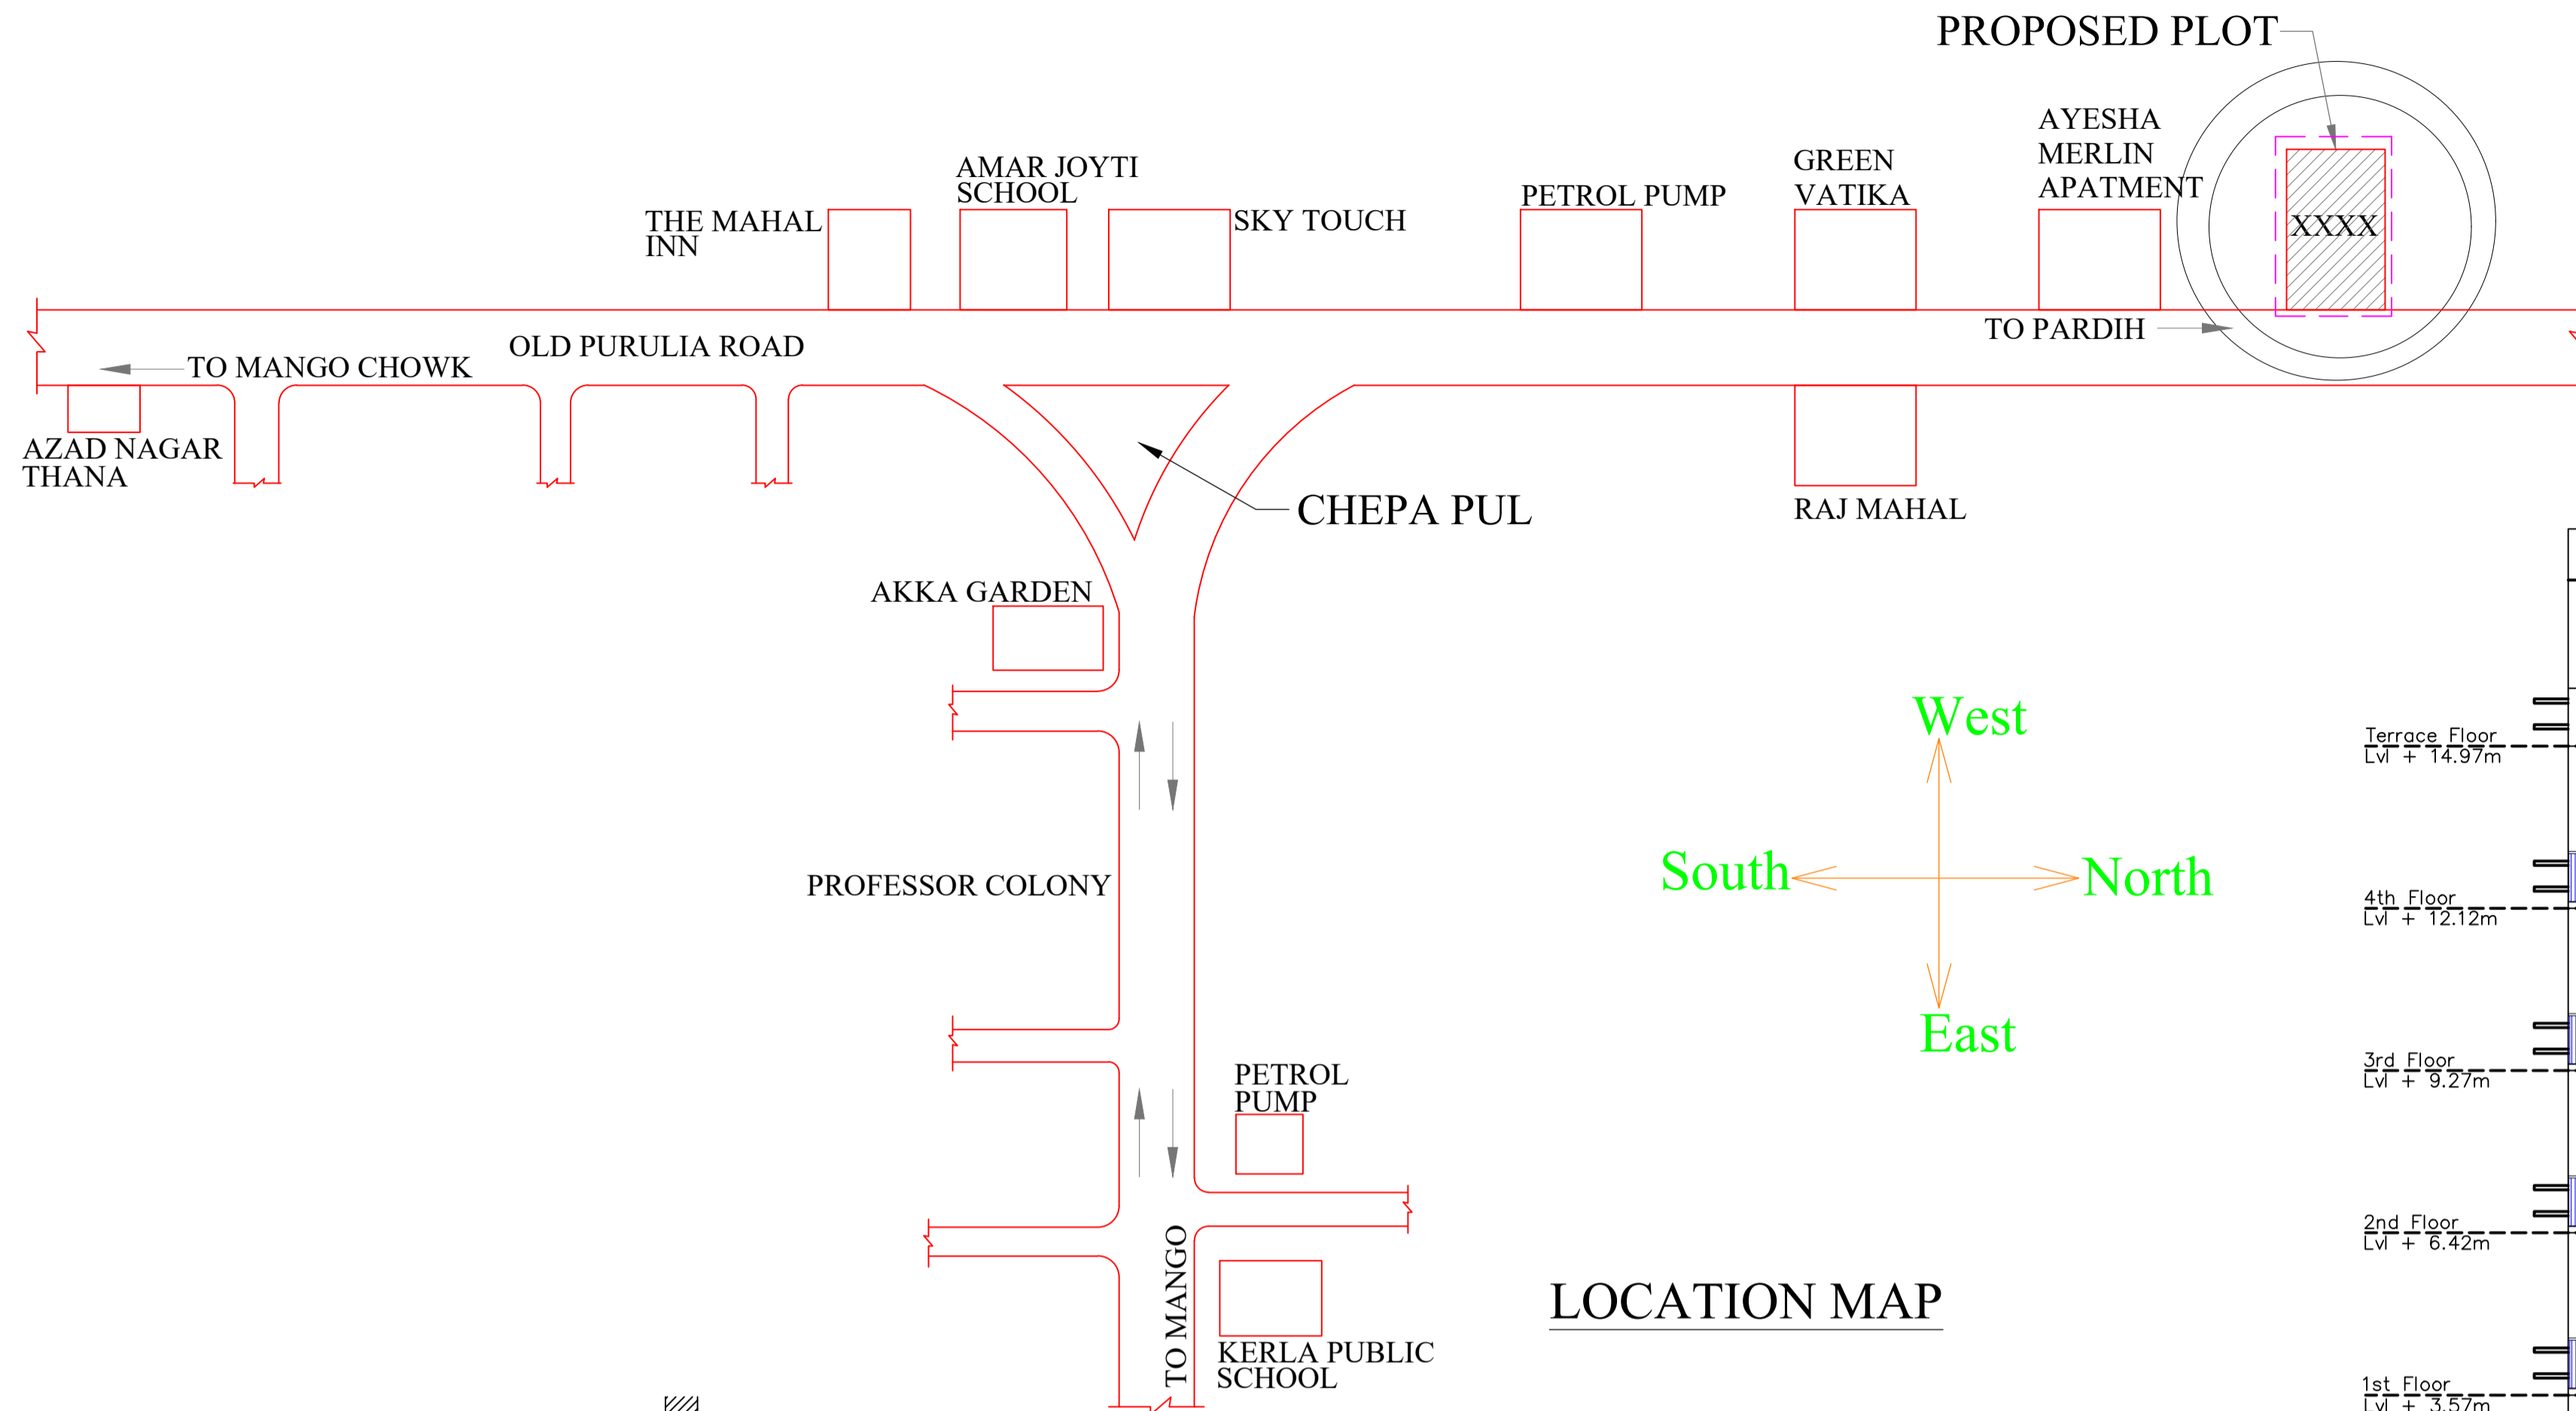 PROPOSED PLOT
AYESHA
MERLIN
APATMENT
GREEN
VATIKA
AMAR JOYTI
SCHOOL
PETROL PUMP
THE MAHAL
INN
SKY TOUCH
XXXX
TO PARDIH
OLD PURULIA ROAD
TO MANGO CHOWK
AZAD NAGAR
THANA
CHEPA PUL
RAJ MAHAL
AKKA GARDEN
West
South
North
East
PROFESSOR COLONY
PETROL
PUMP
TO MANGO
KERLA PUBLIC
SCHOOL
LOCATION MAP
Terrace Floor
Lvl + 14.97m
4th Floor
Lvl + 12.12m
3rd Floor
Lvl + 9.27m
2nd Floor
Lvl + 6.42m
1st Floor
Lvl + 3.57m